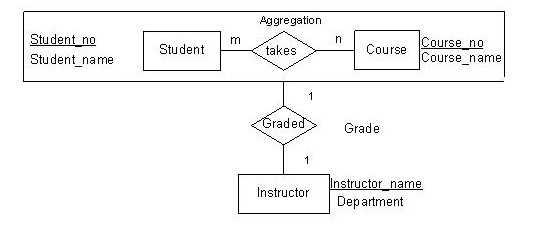 Aggregation
Student_no
Student_name
Student
m
takes
n
Course
Course_no
Course_name
1
Graded
Grade
1
Instructor
Instructor_name
Department